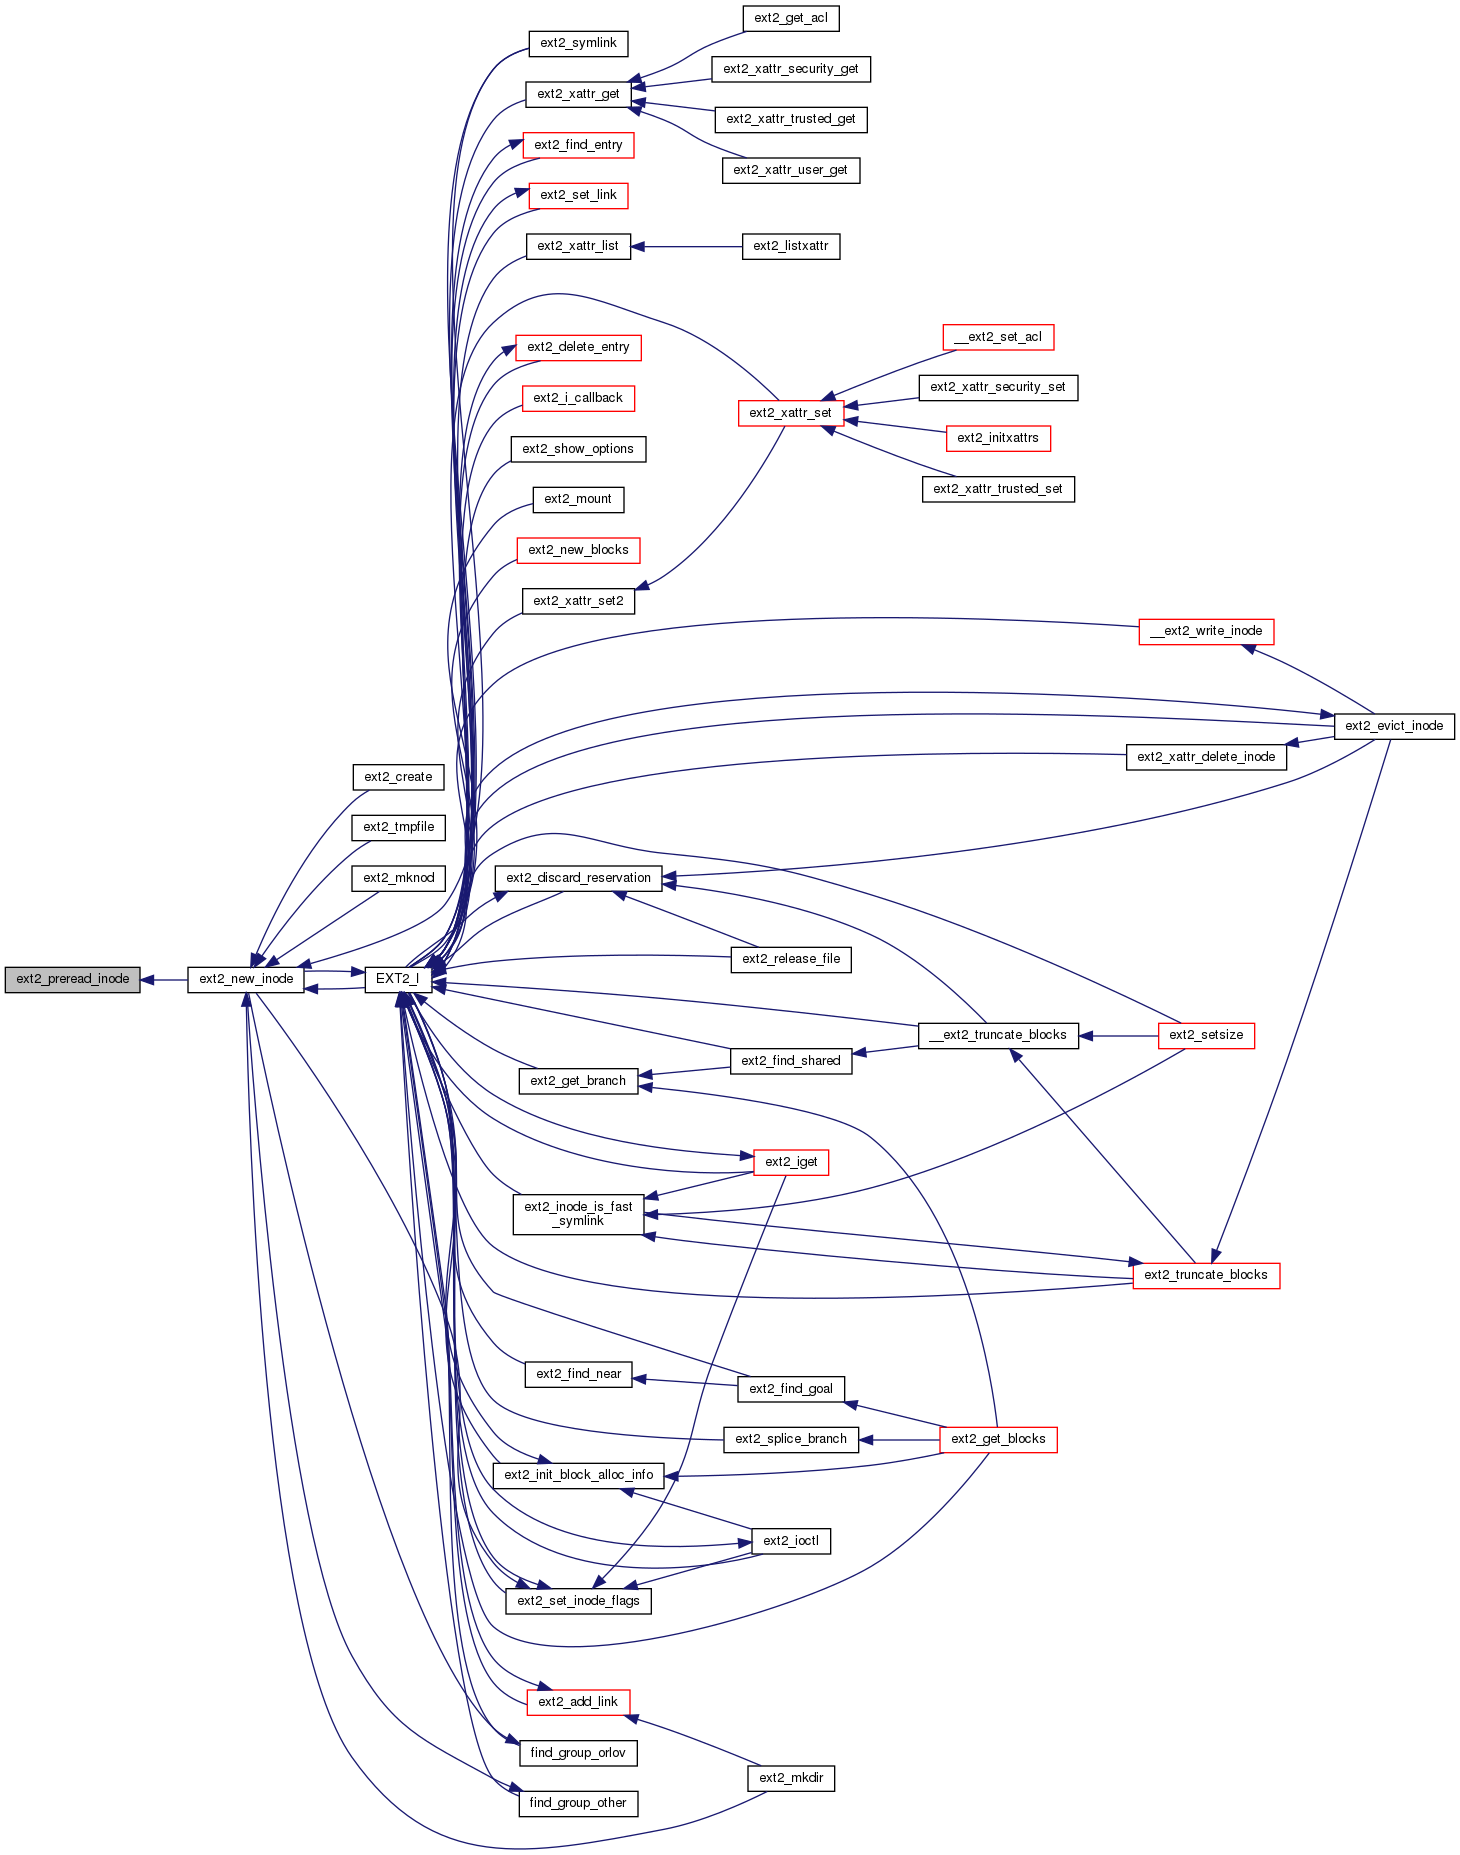 ext2_get_acl
ext2_symlink
ext2_xattr_security_get
ext2_xattr_get
ext2_xattr_trusted_get
ext2_find_entry
ext2_xattr_user_get
ext2_set_link
ext2_xattr_list
ext2_listxattr
__ext2_set_acl
ext2_delete_entry
ext2_xattr_security_set
ext2_i_callback
ext2_xattr_set
ext2_initxattrs
ext2_show_options
ext2_xattr_trusted_set
ext2_mount
ext2_new_blocks
ext2_xattr_set2
__ext2_write_inode
ext2_evict_inode
ext2_xattr_delete_inode
ext2_create
ext2_tmpfile
ext2_mknod
ext2_discard_reservation
ext2_release_file
ext2_preread_inode
ext2_new_inode
EXT2_I
__ext2_truncate_blocks
ext2_setsize
ext2_find_shared
ext2_get_branch
ext2_iget
ext2_inode_is_fast
_symlink
ext2_truncate_blocks
ext2_find_near
ext2_find_goal
ext2_splice_branch
ext2_get_blocks
ext2_init_block_alloc_info
ext2_ioctl
ext2_set_inode_flags
ext2_add_link
find_group_orlov
ext2_mkdir
find_group_other